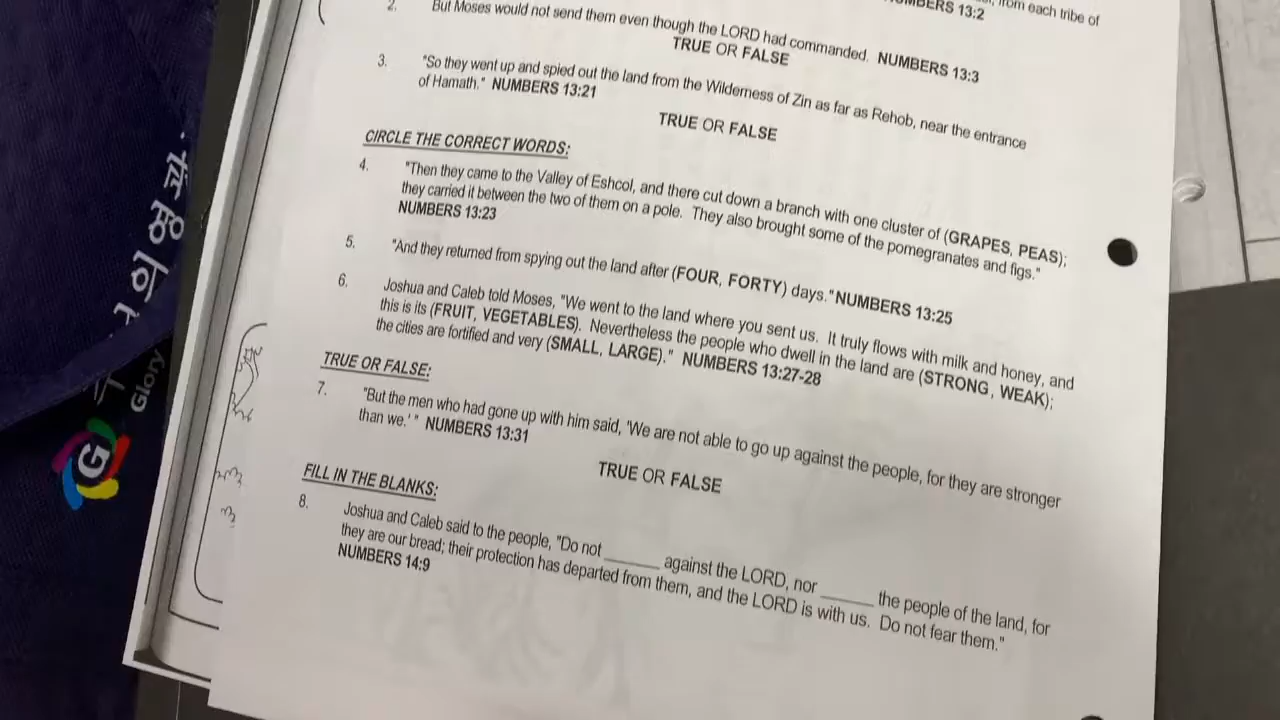 from each tribe of
NUMBERS 13:2
2. But Moses would not send them even though the LORD had commanded. NUMBERS 13:3
TRUE OR FALSE
3. "So they went up and spied out the land from the Wilderness of Zin as far as Rehob, near the entrance
of Hamath." NUMBERS 13:21
TRUE OR FALSE
CIRCLE THE CORRECT WORDS:
4. "Then they came to the Valley of Eshcol, and there cut down a branch with one cluster of (GRAPES, PEAS);
they carried it between the two of them on a pole. They also brought some of the pomegranates and figs."
NUMBERS 13:23
5. "And they returned from spying out the land after (FOUR, FORTY) days." NUMBERS 13:25
6. Joshua and Caleb told Moses, "We went to the land where you sent us. It truly flows with milk and honey, and
this is its (FRUIT, VEGETABLES). Nevertheless the people who dwell in the land are (STRONG, WEAK);
the cities are fortified and very (SMALL, LARGE)." NUMBERS 13:27-28
TRUE OR FALSE:
7. "But the men who had gone up with him said, 'We are not able to go up against the people, for they are stronger
than we.' " NUMBERS 13:31
TRUE OR FALSE
FILL IN THE BLANKS:
8. Joshua and Caleb said to the people, "Do not ______ against the LORD, nor ______ the people of the land, for
they are our bread; their protection has departed from them, and the LORD is with us. Do not fear them."
NUMBERS 14:9
의영광
Glory
G